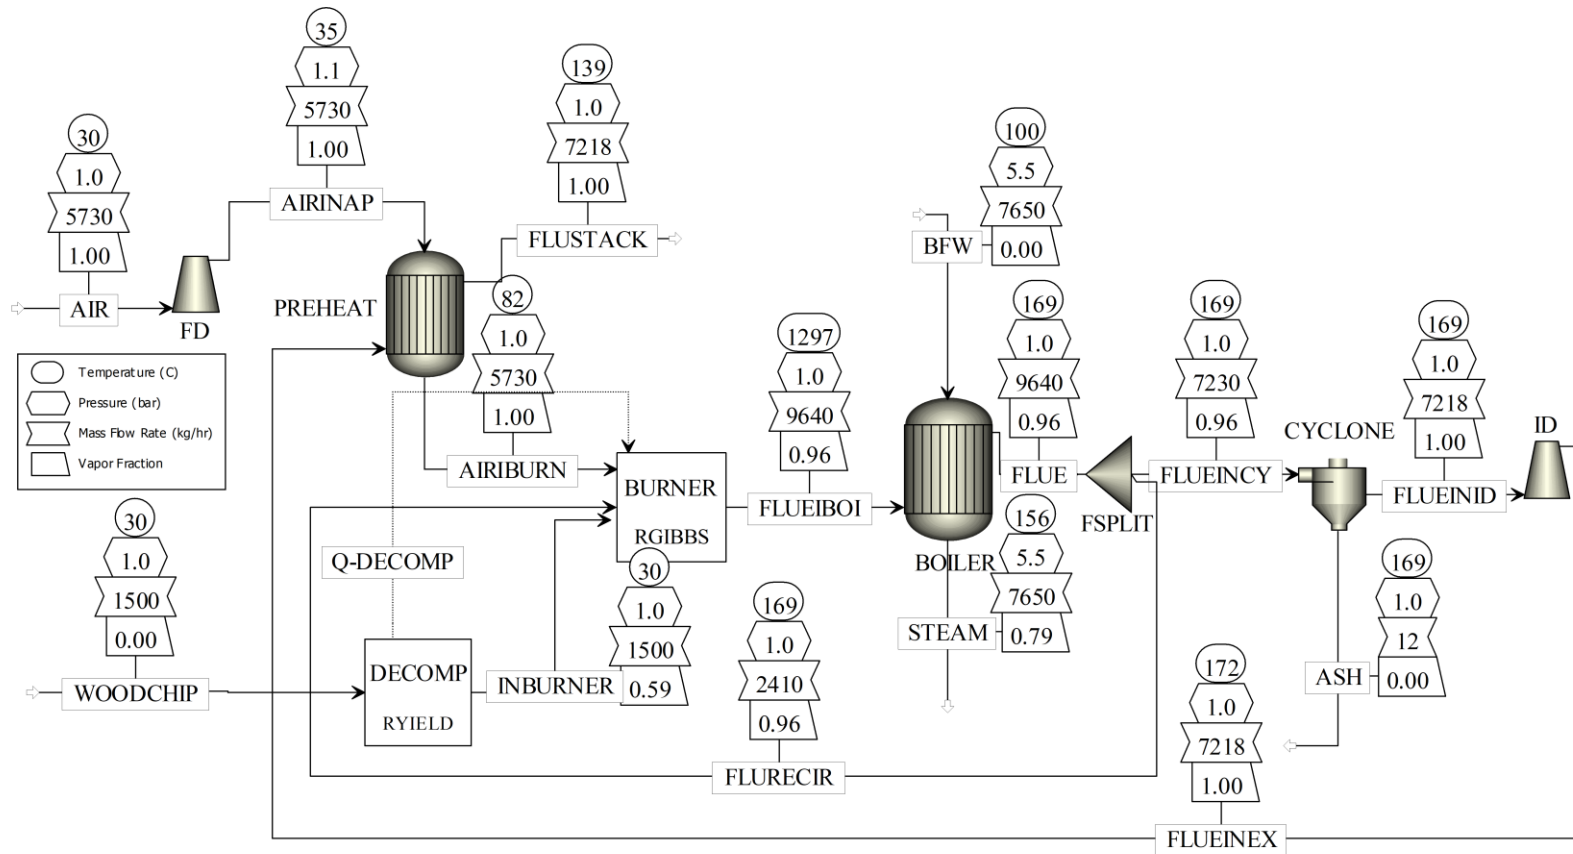 35
1.1
5730
1.00
AIRINAP
139
1.0
7218
1.00
FLUSTACK
30
1.0
5730
1.00
AIR
FD
PREHEAT
100
5.5
7650
0.00
BFW
82
1.0
5730
1.00
AIRIBURN
1297
1.0
9640
0.96
FLUEIBOI
169
1.0
9640
0.96
FLUE
169
1.0
7230
0.96
FLUEINCY
169
1.0
7218
1.00
FLUEINID
CYCLONE
ID
Temperature (C)
Pressure (bar)
Mass Flow Rate (kg/hr)
Vapor Fraction
BURNER
RGIBBS
FSPLIT
BOILER
156
5.5
7650
0.79
STEAM
Q-DECOMP
30
1.0
1500
0.00
WOODCHIP
DECOMP
RYIELD
30
1.0
1500
0.59
INBURNER
169
1.0
2410
0.96
FLURECIR
169
1.0
12
0.00
ASH
172
1.0
7218
1.00
FLUEINEX